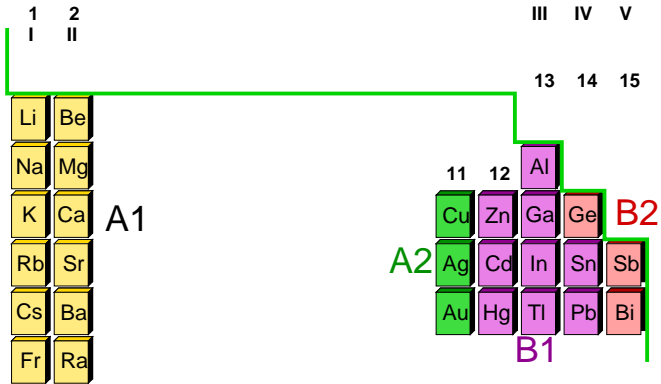 1 2 III IV V
I II
13 14 15
Li Be
Na Mg Al
11 12
K Ca A1 Cu Zn Ga Ge B2
Rb Sr A2 Ag Cd In Sn Sb
Cs Ba Au Hg Tl Pb Bi
B1
Fr Ra